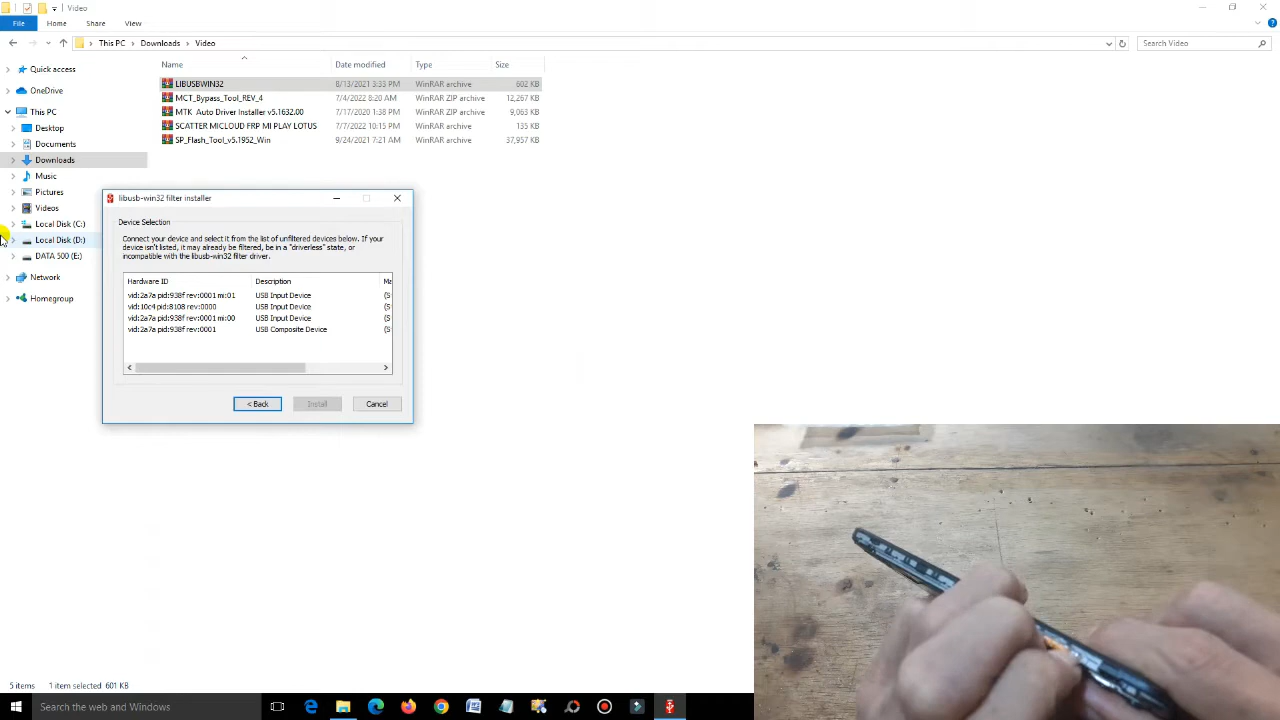 Video
File Home Share View
This PC Downloads Video
Search Video
Name Date modified Type Size
Quick access
OneDrive
This PC
Desktop
Documents
Downloads
Music
Pictures
Videos
Local Disk (C:)
Local Disk (D:)
DATA 500 (E:)
Network
Homegroup
LIBUSBWIN32 8/13/2021 3:33 PM WinRAR archive 602 KB
MCT_Bypass_Tool_REV_4 7/4/2022 8:20 AM WinRAR ZIP archive 12,267 KB
MTK Auto Driver Installer v5.1632.00 7/17/2020 1:38 PM WinRAR ZIP archive 9,063 KB
SCATTER MICLOUD FRP MI PLAY LOTUS 7/7/2022 10:15 PM WinRAR archive 135 KB
SP_Flash_Tool_v5.1952_Win 9/24/2021 7:21 AM WinRAR archive 37,957 KB
libusb-win32 filter installer
Device Selection
Connect your device and select it from the list of unfiltered devices below. If your
device isn't listed, it may already be filtered, be in a "driverless" state, or
incompatible with the libusb-win32 filter driver.
Hardware ID Description Ma
vid:2a7a pid:938f rev:0001 mi:01 USB Input Device (S
vid:10c4 pid:8108 rev:0000 USB Input Device (S
vid:2a7a pid:938f rev:0001 mi:00 USB Input Device (S
vid:2a7a pid:938f rev:0001 USB Composite Device (S
< Back Install Cancel
5 items 1 item selected 601 KB
Search the web and Windows